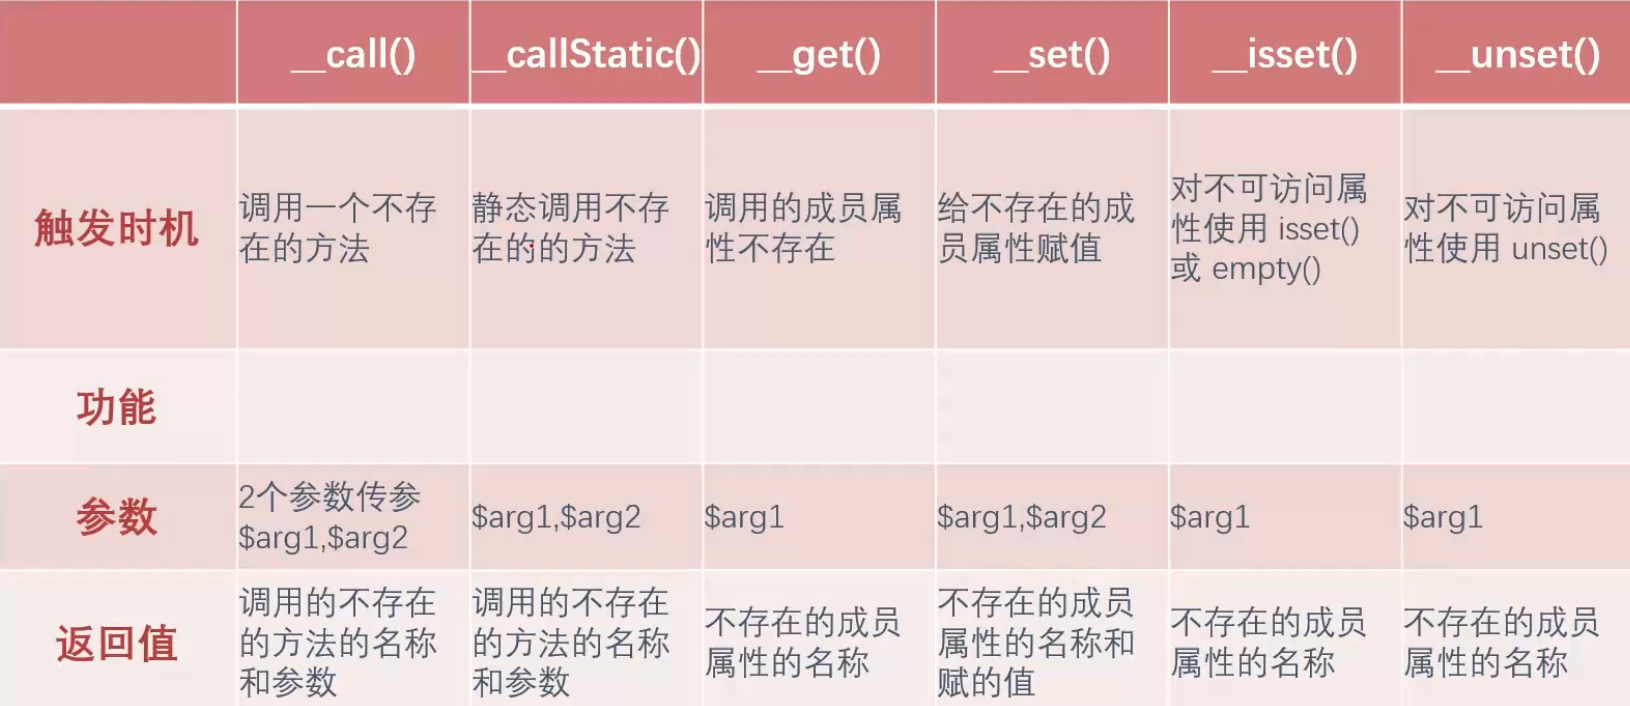 __call()
__callStatic()
__get()
__set()
__isset()
__unset()
触发时机
调用一个不存
在的方法
静态调用不存
在的的方法
调用的成员属
性不存在
给不存在的成
员属性赋值
对不可访问属
性使用 isset()
或 empty()
对不可访问属
性使用 unset()
功能
参数
2个参数传参
$arg1,$arg2
$arg1,$arg2
$arg1
$arg1,$arg2
$arg1
$arg1
返回值
调用的不存在
的方法的名称
和参数
调用的不存在
的方法的名称
和参数
不存在的成员
属性的名称
不存在的成员
属性的名称和
赋的值
不存在的成员
属性的名称
不存在的成员
属性的名称